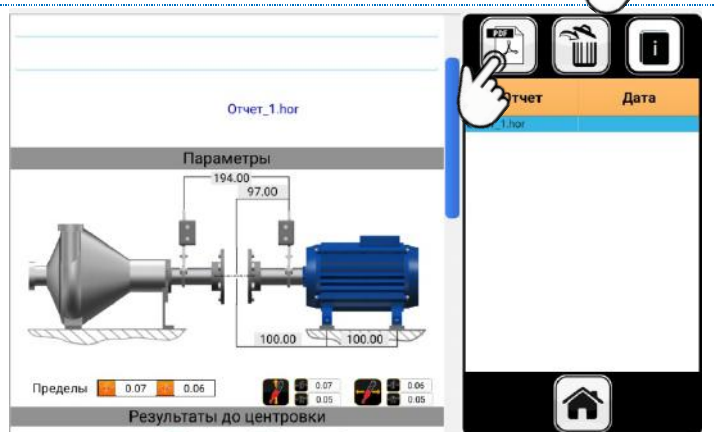 Отчет_1.hor
Параметры
194.00
97.00
100.00 100.00
Пределы 0.07 0.06 0.07 0.06
0.05 0.05
Результаты до центровки
PDF
i
Отчет Дата
_1.hor